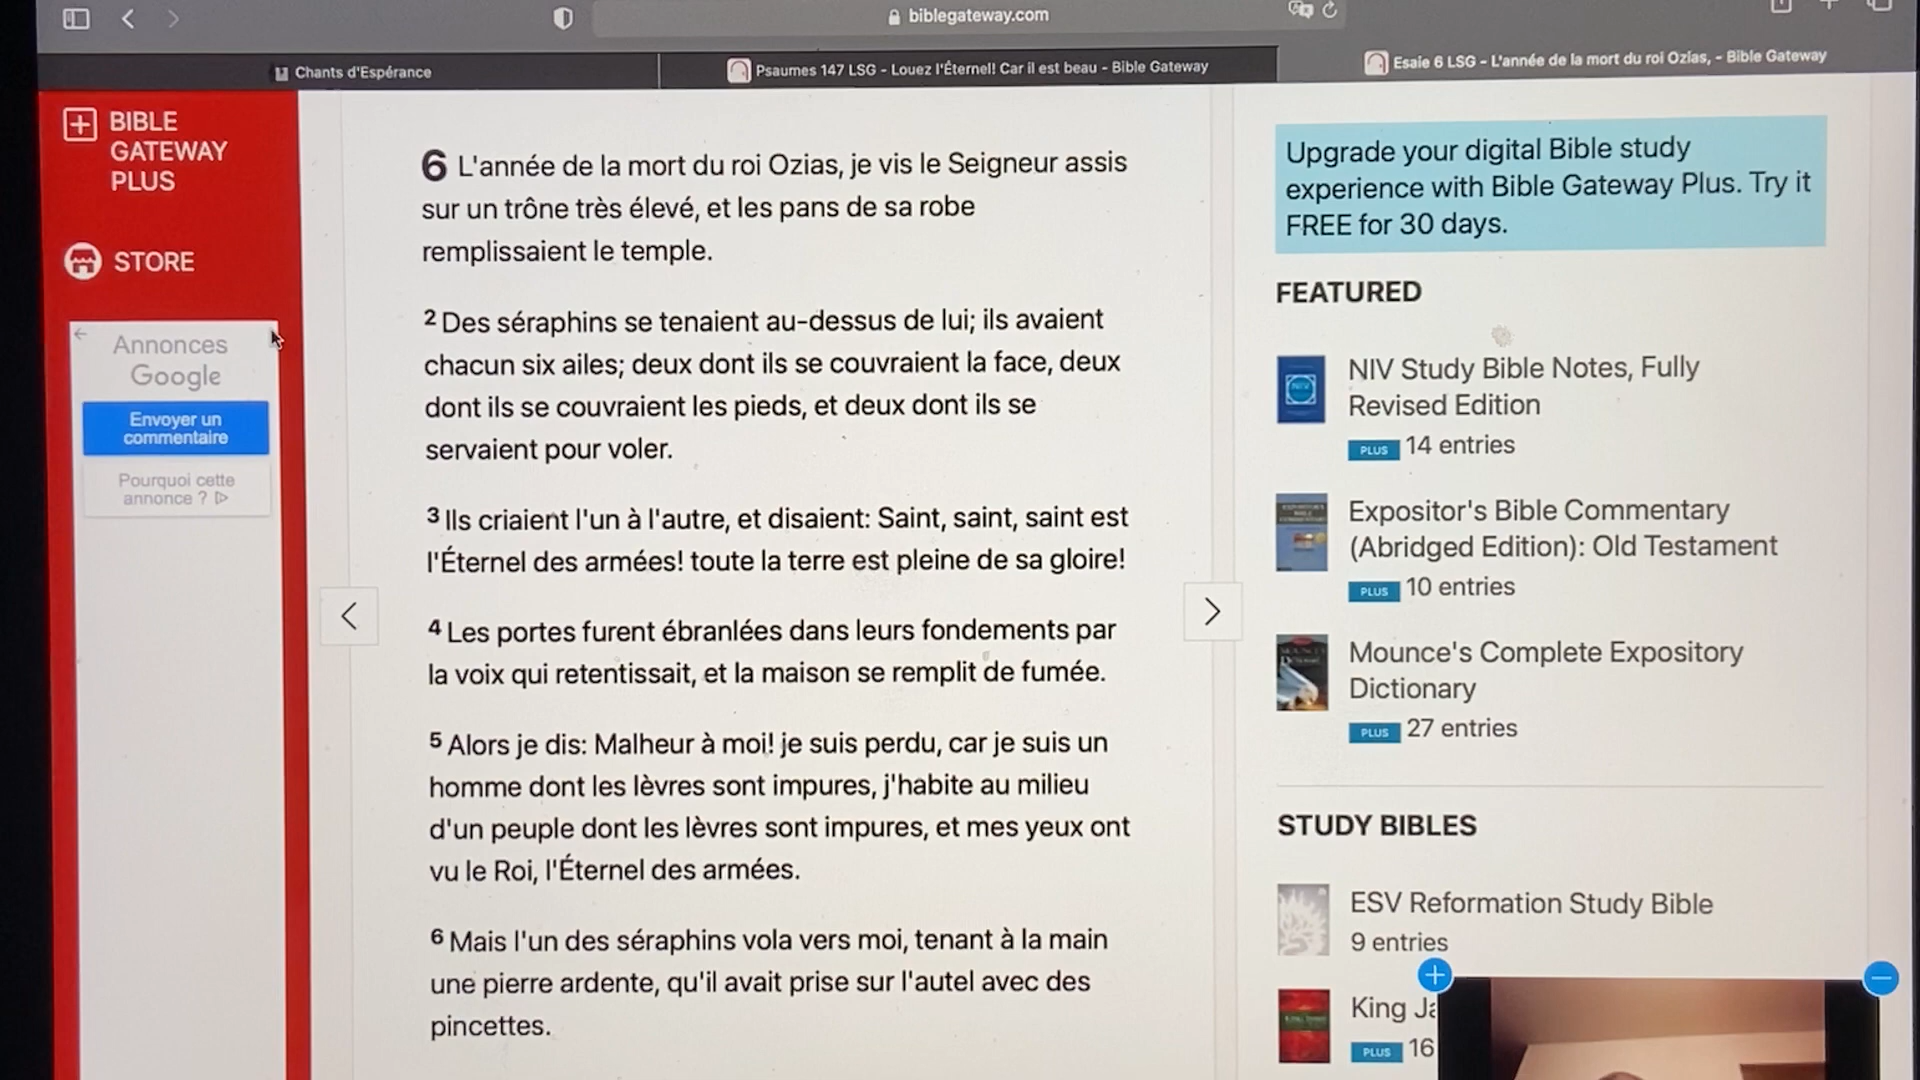 biblegateway.com
Chants d'Espérance
Psaumes 147 LSG - Louez l'Éternel! Car il est beau - Bible Gateway
Esaïe 6 LSG - L'année de la mort du roi Ozias, - Bible Gateway
BIBLE
GATEWAY
PLUS
STORE
Annonces
Google
Envoyer un
commentaire
Pourquoi cette
annonce ?
6 L'année de la mort du roi Ozias, je vis le Seigneur assis
sur un trône très élevé, et les pans de sa robe
remplissaient le temple.
2 Des séraphins se tenaient au-dessus de lui; ils avaient
chacun six ailes; deux dont ils se couvraient la face, deux
dont ils se couvraient les pieds, et deux dont ils se
servaient pour voler.
3 Ils criaient l'un à l'autre, et disaient: Saint, saint, saint est
l'Éternel des armées! toute la terre est pleine de sa gloire!
4 Les portes furent ébranlées dans leurs fondements par
la voix qui retentissait, et la maison se remplit de fumée.
5 Alors je dis: Malheur à moi! je suis perdu, car je suis un
homme dont les lèvres sont impures, j'habite au milieu
d'un peuple dont les lèvres sont impures, et mes yeux ont
vu le Roi, l'Éternel des armées.
6 Mais l'un des séraphins vola vers moi, tenant à la main
une pierre ardente, qu'il avait prise sur l'autel avec des
pincettes.
Upgrade your digital Bible study
experience with Bible Gateway Plus. Try it
FREE for 30 days.
FEATURED
NIV
NIV Study Bible Notes, Fully
Revised Edition
PLUS 14 entries
Expositor's Bible Commentary
(Abridged Edition): Old Testament
PLUS 10 entries
Mounce's Complete Expository
Dictionary
PLUS 27 entries
STUDY BIBLES
ESV Reformation Study Bible
9 entries
King Ja
PLUS 16